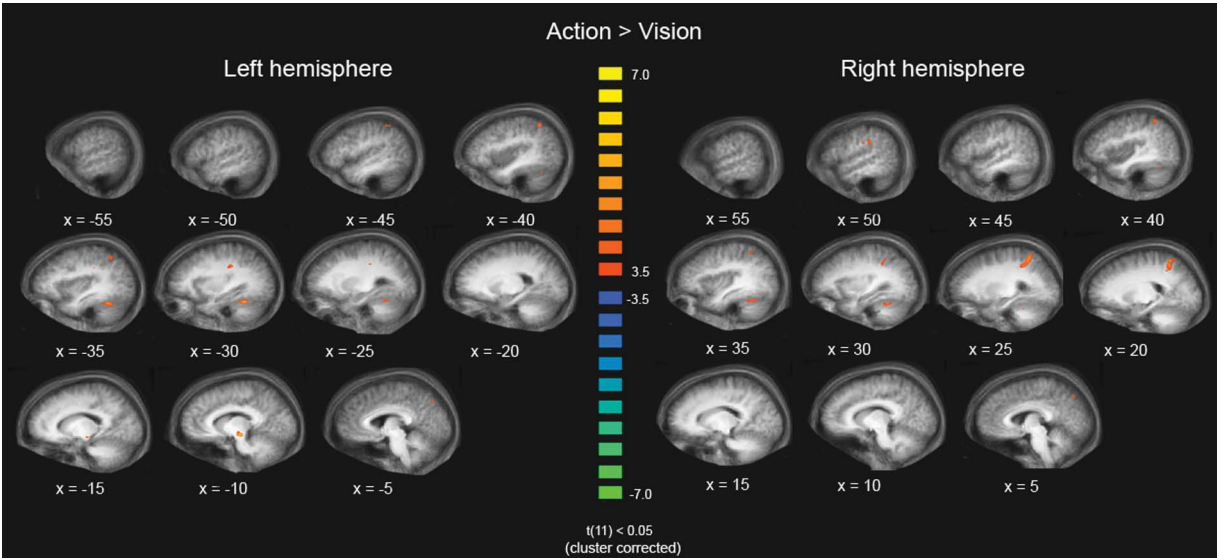 Action > Vision
Left hemisphere
Right hemisphere
7.0
3.5
-3.5
-7.0
x = -55
x = -50
x = -45
x = -40
x = 55
x = 50
x = 45
x = 40
x = -35
x = -30
x = -25
x = -20
x = 35
x = 30
x = 25
x = 20
x = -15
x = -10
x = -5
x = 15
x = 10
x = 5
t(11) < 0.05
(cluster corrected)